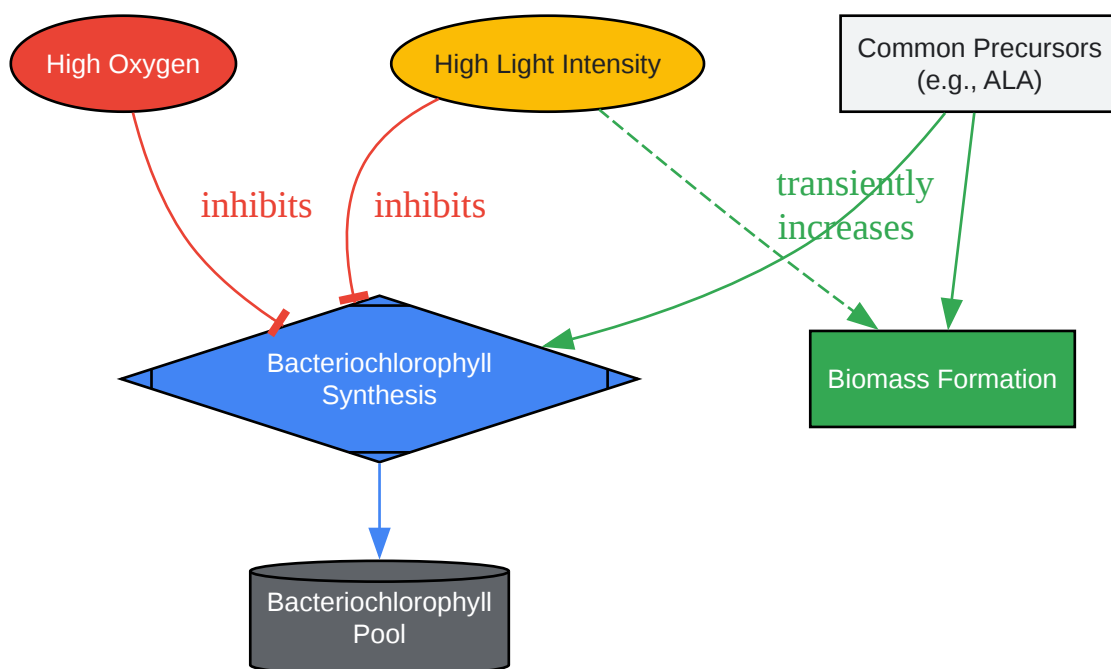 High Oxygen
High Light Intensity
Common Precursors
(e.g., ALA)
inhibits
inhibits
transiently
increases
Bacteriochlorophyll
Synthesis
Biomass Formation
Bacteriochlorophyll
Pool